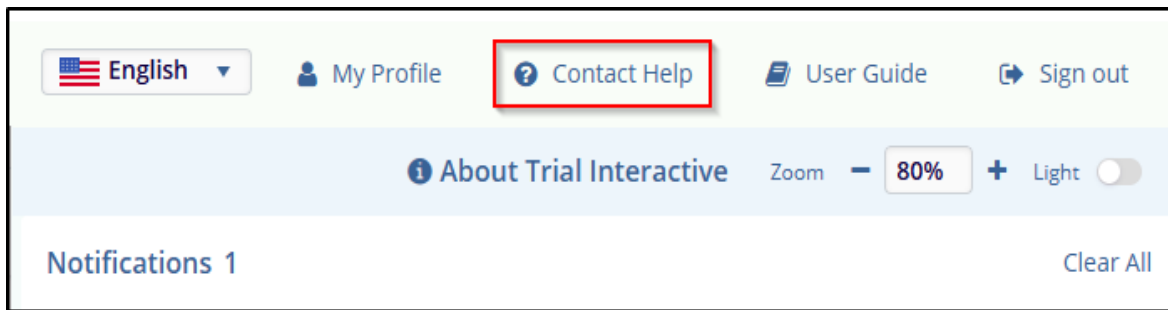 English My Profile Contact Help User Guide Sign out
About Trial Interactive Zoom 80% Light
Notifications 1 Clear All